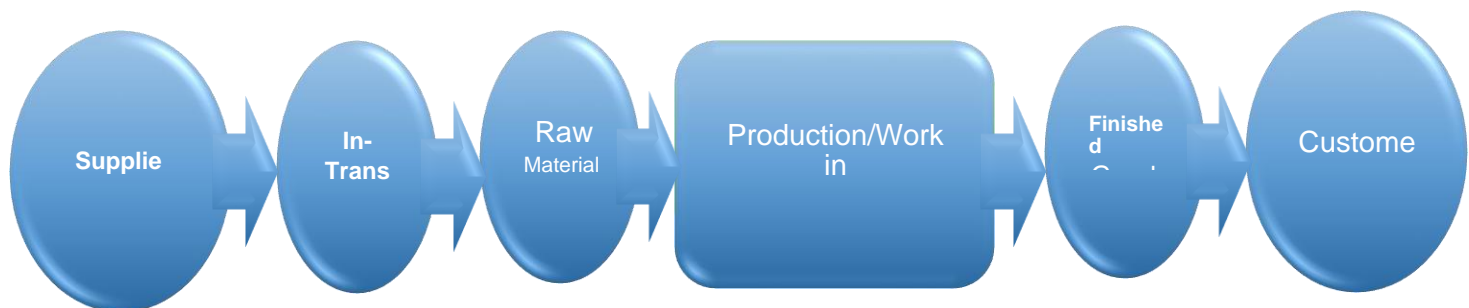 Supplie
In-
Trans
Raw
Material
Production/Work
in
Finishe
d
Custome